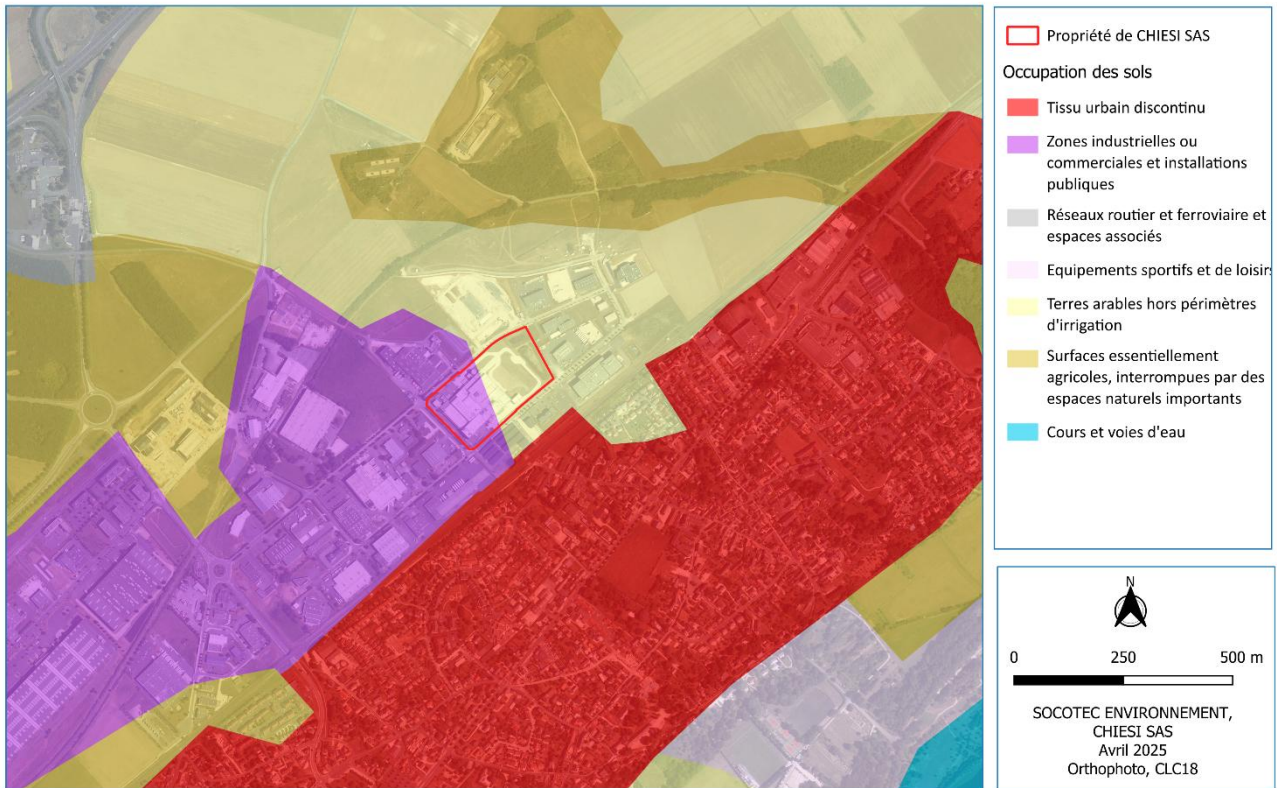 Propriété de CHIESI SAS
Occupation des sols
Tissu urbain discontinu
Zones industrielles ou
commerciales et installations
publiques
Réseaux routier et ferroviaire et
espaces associés
Equipements sportifs et de loisirs
Terres arables hors périmètres
d'irrigation
Surfaces essentiellement
agricoles, interrompues par des
espaces naturels importants
Cours et voies d'eau
N
0 250 500 m
SOCOTEC ENVIRONNEMENT,
CHIESI SAS
Avril 2025
Orthophoto, CLC18